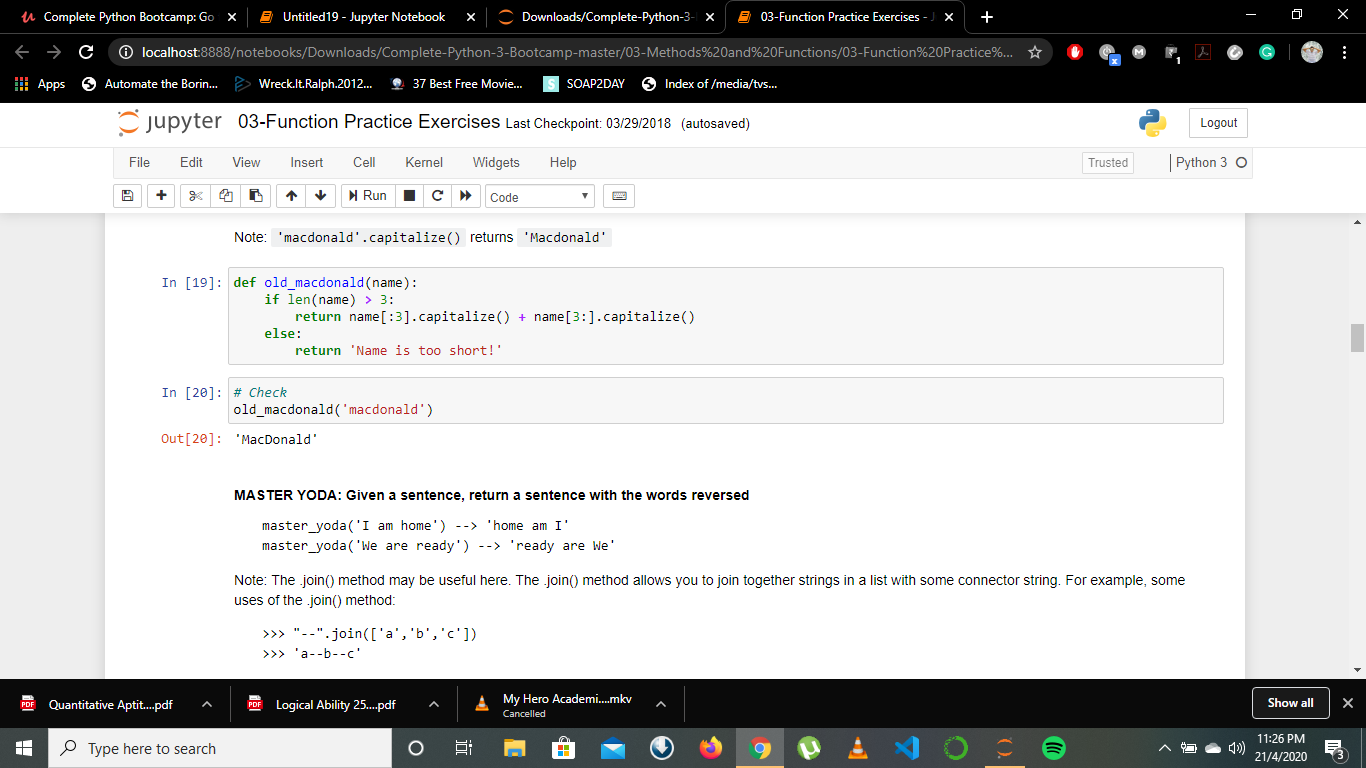 Complete Python Bootcamp: Go
Untitled19 - Jupyter Notebook
Downloads/Complete-Python-3-
03-Function Practice Exercises - J
localhost:8888/notebooks/Downloads/Complete-Python-3-Bootcamp-master/03-Methods%20and%20Functions/03-Function%20Practice%...
Apps
Automate the Borin...
Wreck.It.Ralph.2012...
37 Best Free Movie...
S
SOAP2DAY
Index of /media/tvs...
jupyter
03-Function Practice Exercises Last Checkpoint: 03/29/2018 (autosaved)
Logout
File Edit View Insert Cell Kernel Widgets Help
Trusted
Python 3
Run
Code
Note: 'macdonald'.capitalize() returns 'Macdonald'
In [19]:
def old_macdonald(name):
if len(name) > 3:
return name[:3].capitalize() + name[3:].capitalize()
else:
return 'Name is too short!'
In [20]:
# Check
old_macdonald('macdonald')
Out[20]: 'MacDonald'
MASTER YODA: Given a sentence, return a sentence with the words reversed
master_yoda('I am home') --> 'home am I'
master_yoda('We are ready') --> 'ready are We'
Note: The .join() method may be useful here. The .join() method allows you to join together strings in a list with some connector string. For example, some
uses of the .join() method:
>>> "--".join(['a','b','c'])
>>> 'a--b--c'
PDF
Quantitative Aptit....pdf
PDF
Logical Ability 25....pdf
My Hero Academi....mkv
Cancelled
Show all
Type here to search
11:26 PM
21/4/2020
3